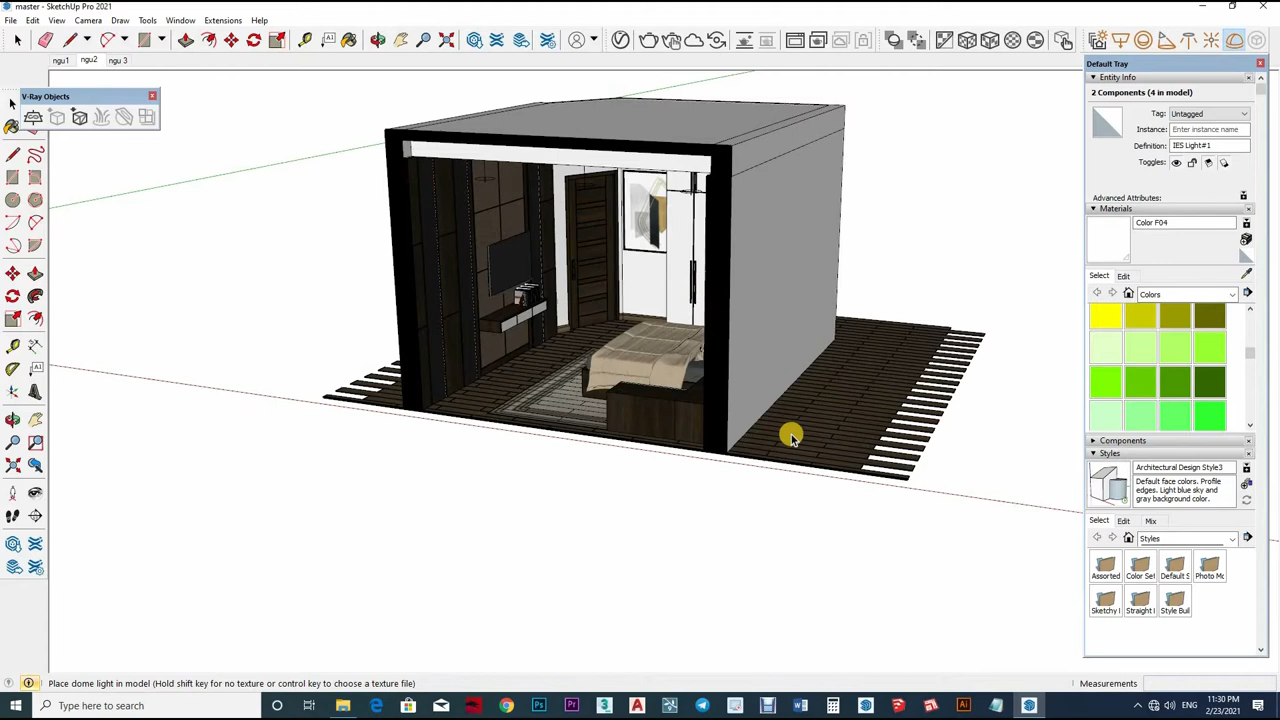 master - SketchUp Pro 2021
File Edit View Camera Draw Tools Window Extensions Help
ngu1 ngu2 ngu 3
V-Ray Objects
Default Tray
Entity Info
2 Components (4 in model)
Tag: Untagged
Instance: Enter instance name
Definition: IES Light#1
Toggles:
Advanced Attributes:
Materials
Color F04
Select Edit
Colors
Components
Styles
Architectural Design Style3
Default face colors. Profile
edges. Light blue sky and
gray background color.
Select Edit Mix
Styles
Assorted Color Set Default S Photo Mo
Sketchy I Straight I Style Buil
Place dome light in model (Hold shift key for no texture or control key to choose a texture file)
Measurements
Type here to search
ENG
11:30 PM
2/23/2021